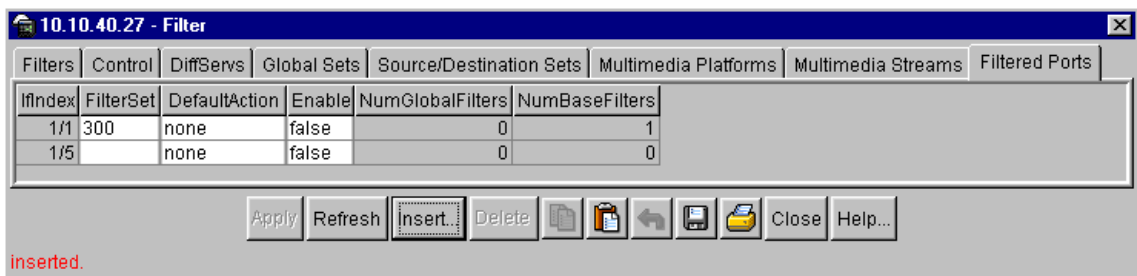 10.10.40.27 - Filter
Filters Control DiffServs Global Sets Source/Destination Sets Multimedia Platforms Multimedia Streams Filtered Ports
IfIndex FilterSet DefaultAction Enable NumGlobalFilters NumBaseFilters
1/1 300 none false 0 1
1/5 none false 0 0
Apply Refresh Insert... Delete Close Help...
inserted.